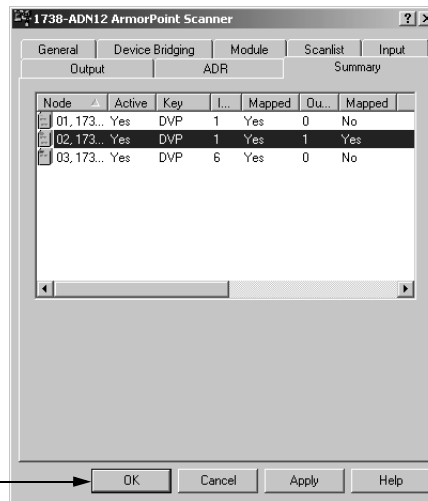 1738-ADN12 ArmorPoint Scanner
General Device Bridging Module Scanlist Input
Output ADR Summary
Node Active Key I... Mapped Ou... Mapped
01, 173... Yes DVP 1 Yes 0 No
02, 173... Yes DVP 1 Yes 1 Yes
03, 173... Yes DVP 6 Yes 0 No
OK Cancel Apply Help